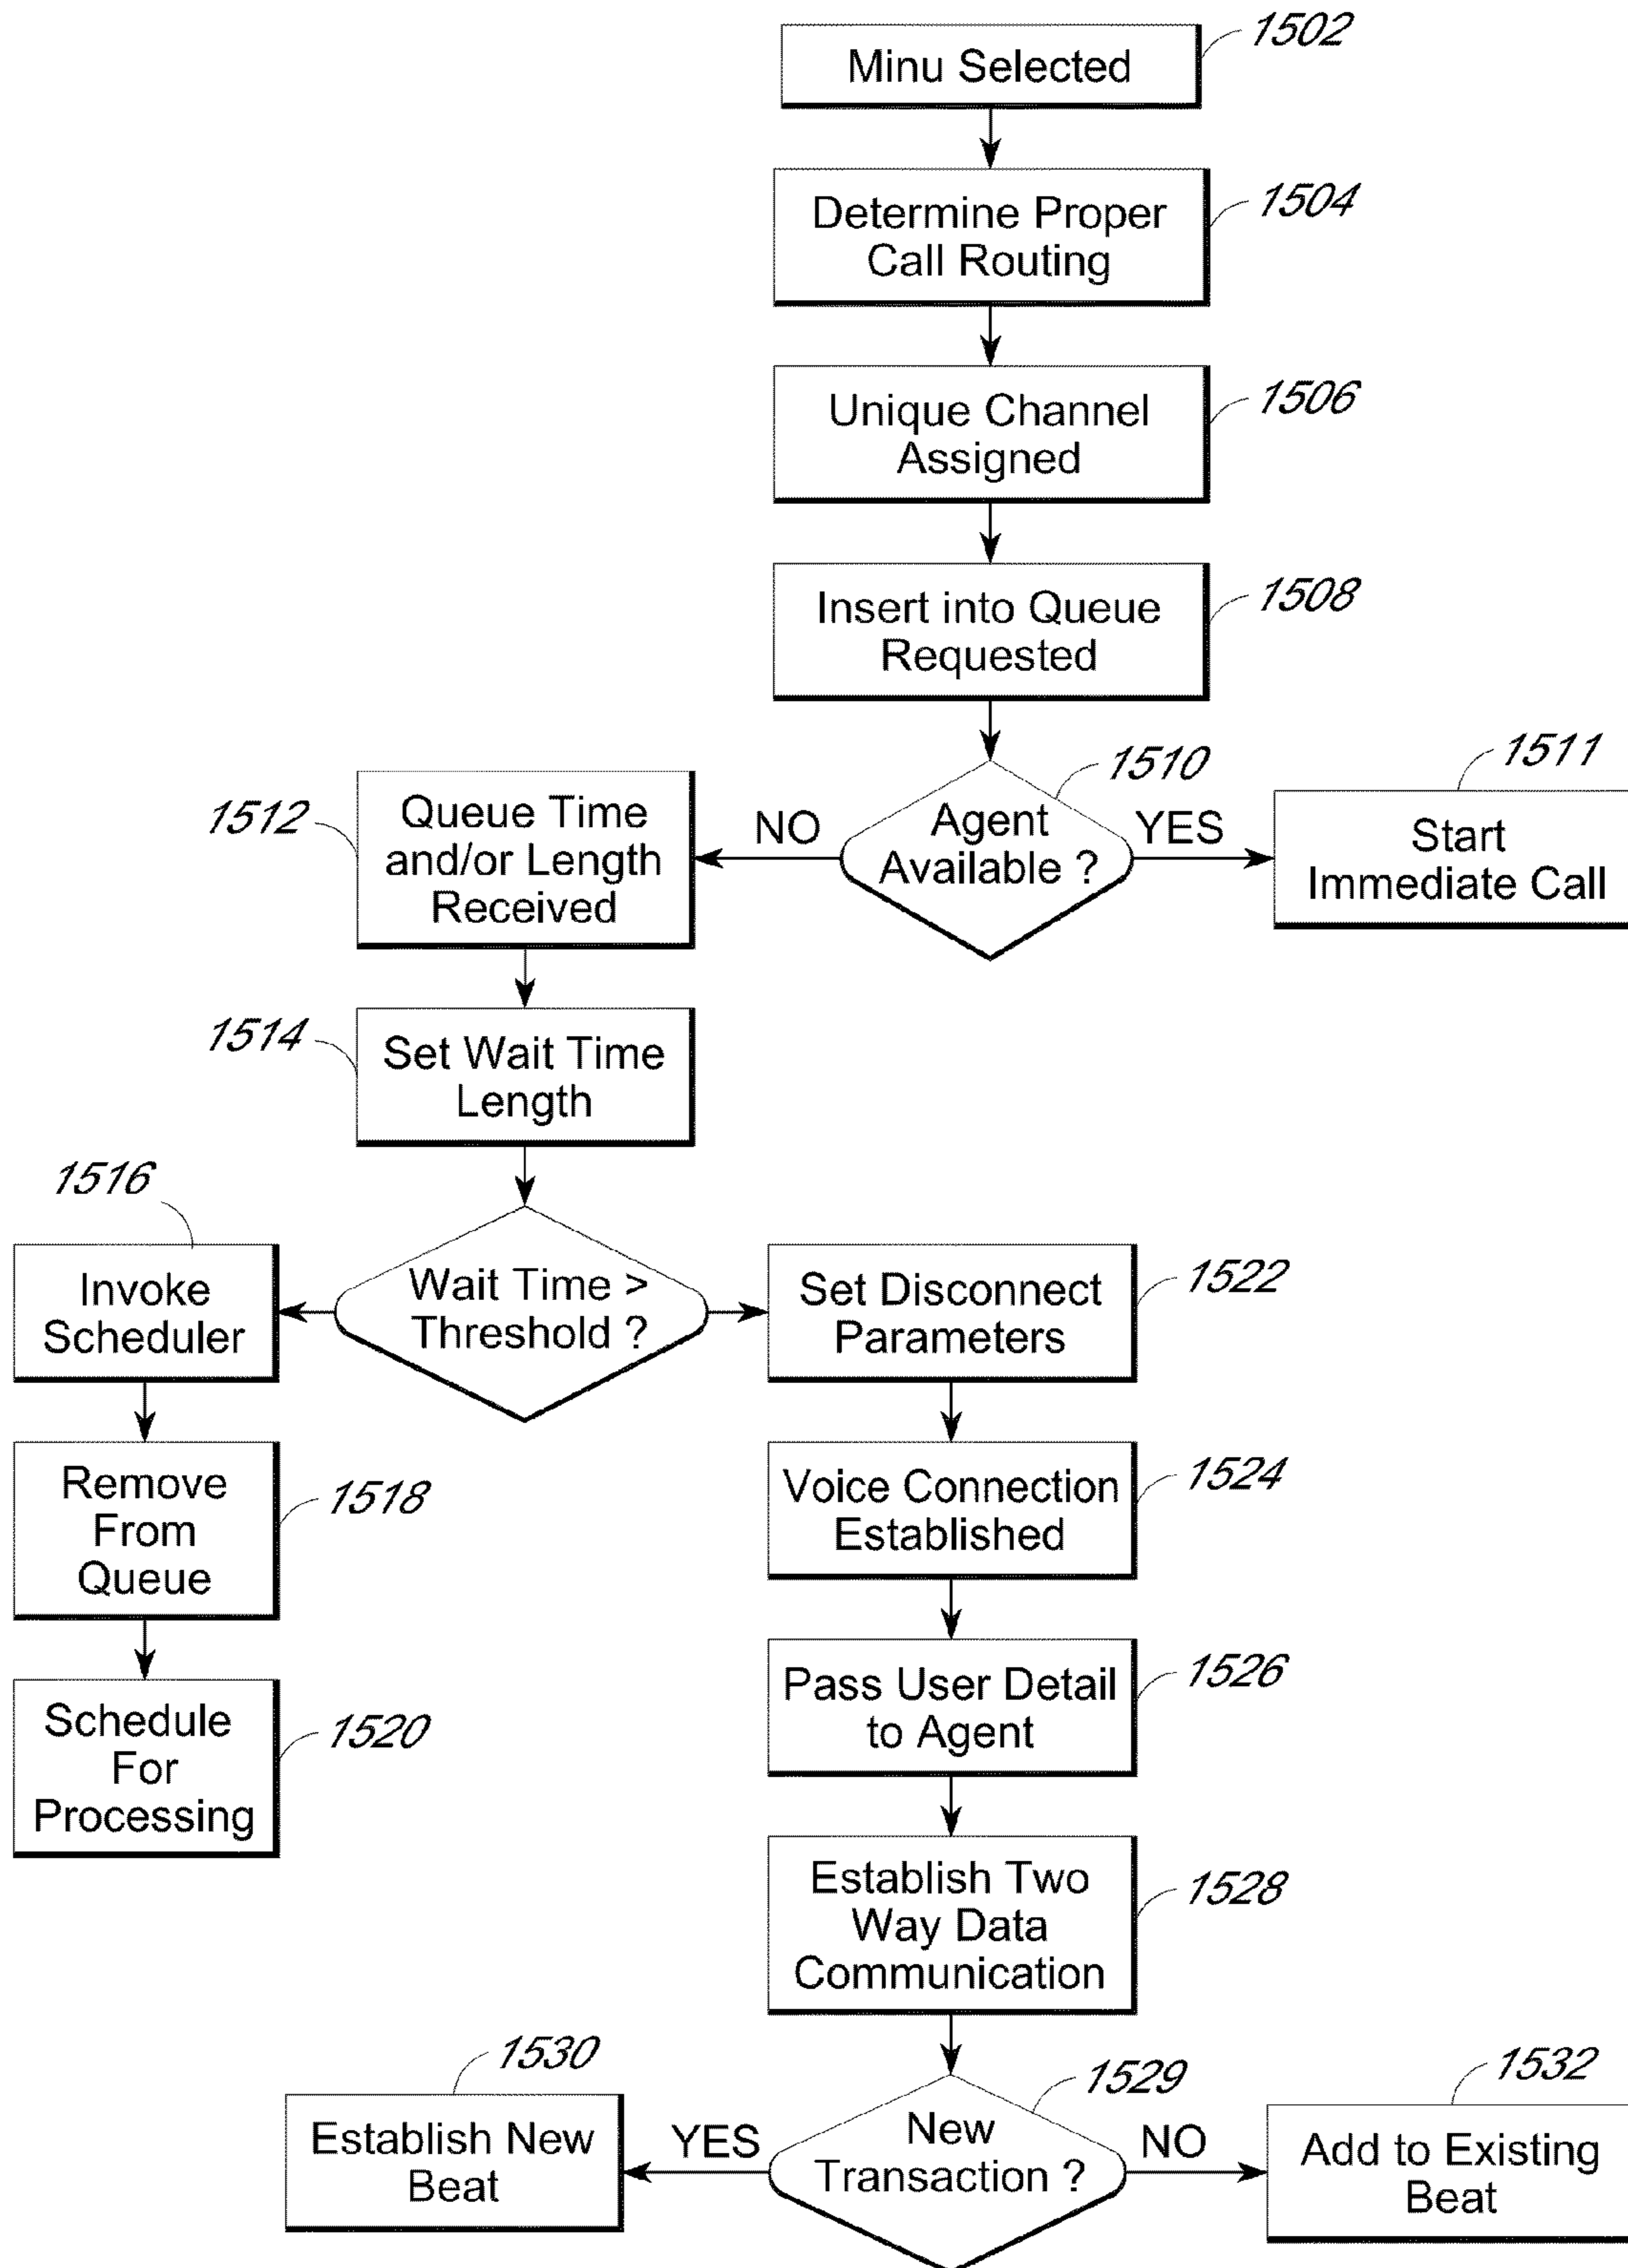 Minu Selected
1502
Determine Proper
Call Routing
1504
Unique Channel
Assigned
1506
Insert into Queue
Requested
1508
Agent
Available ?
1510
YES
Start
Immediate Call
1511
NO
Queue Time
and/or Length
Received
1512
Set Wait Time
Length
1514
Wait Time >
Threshold ?
Invoke
Scheduler
1516
Remove
From
Queue
1518
Schedule
For
Processing
1520
Set Disconnect
Parameters
1522
Voice Connection
Established
1524
Pass User Detail
to Agent
1526
Establish Two
Way Data
Communication
1528
New
Transaction ?
1529
YES
Establish New
Beat
1530
NO
Add to Existing
Beat
1532